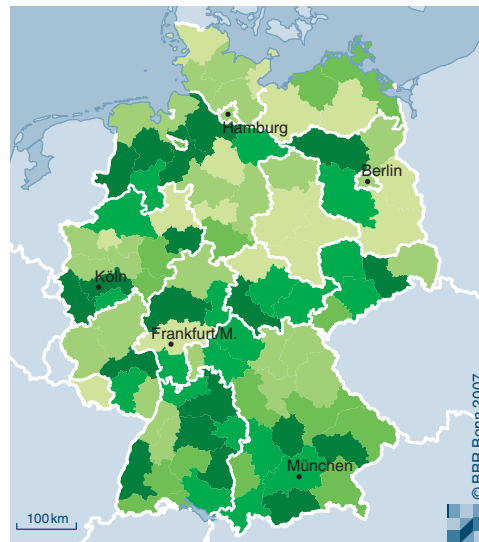 Hamburg
Berlin
Köln
Frankfurt/M.
München
100 km
© BBR Bonn 2007